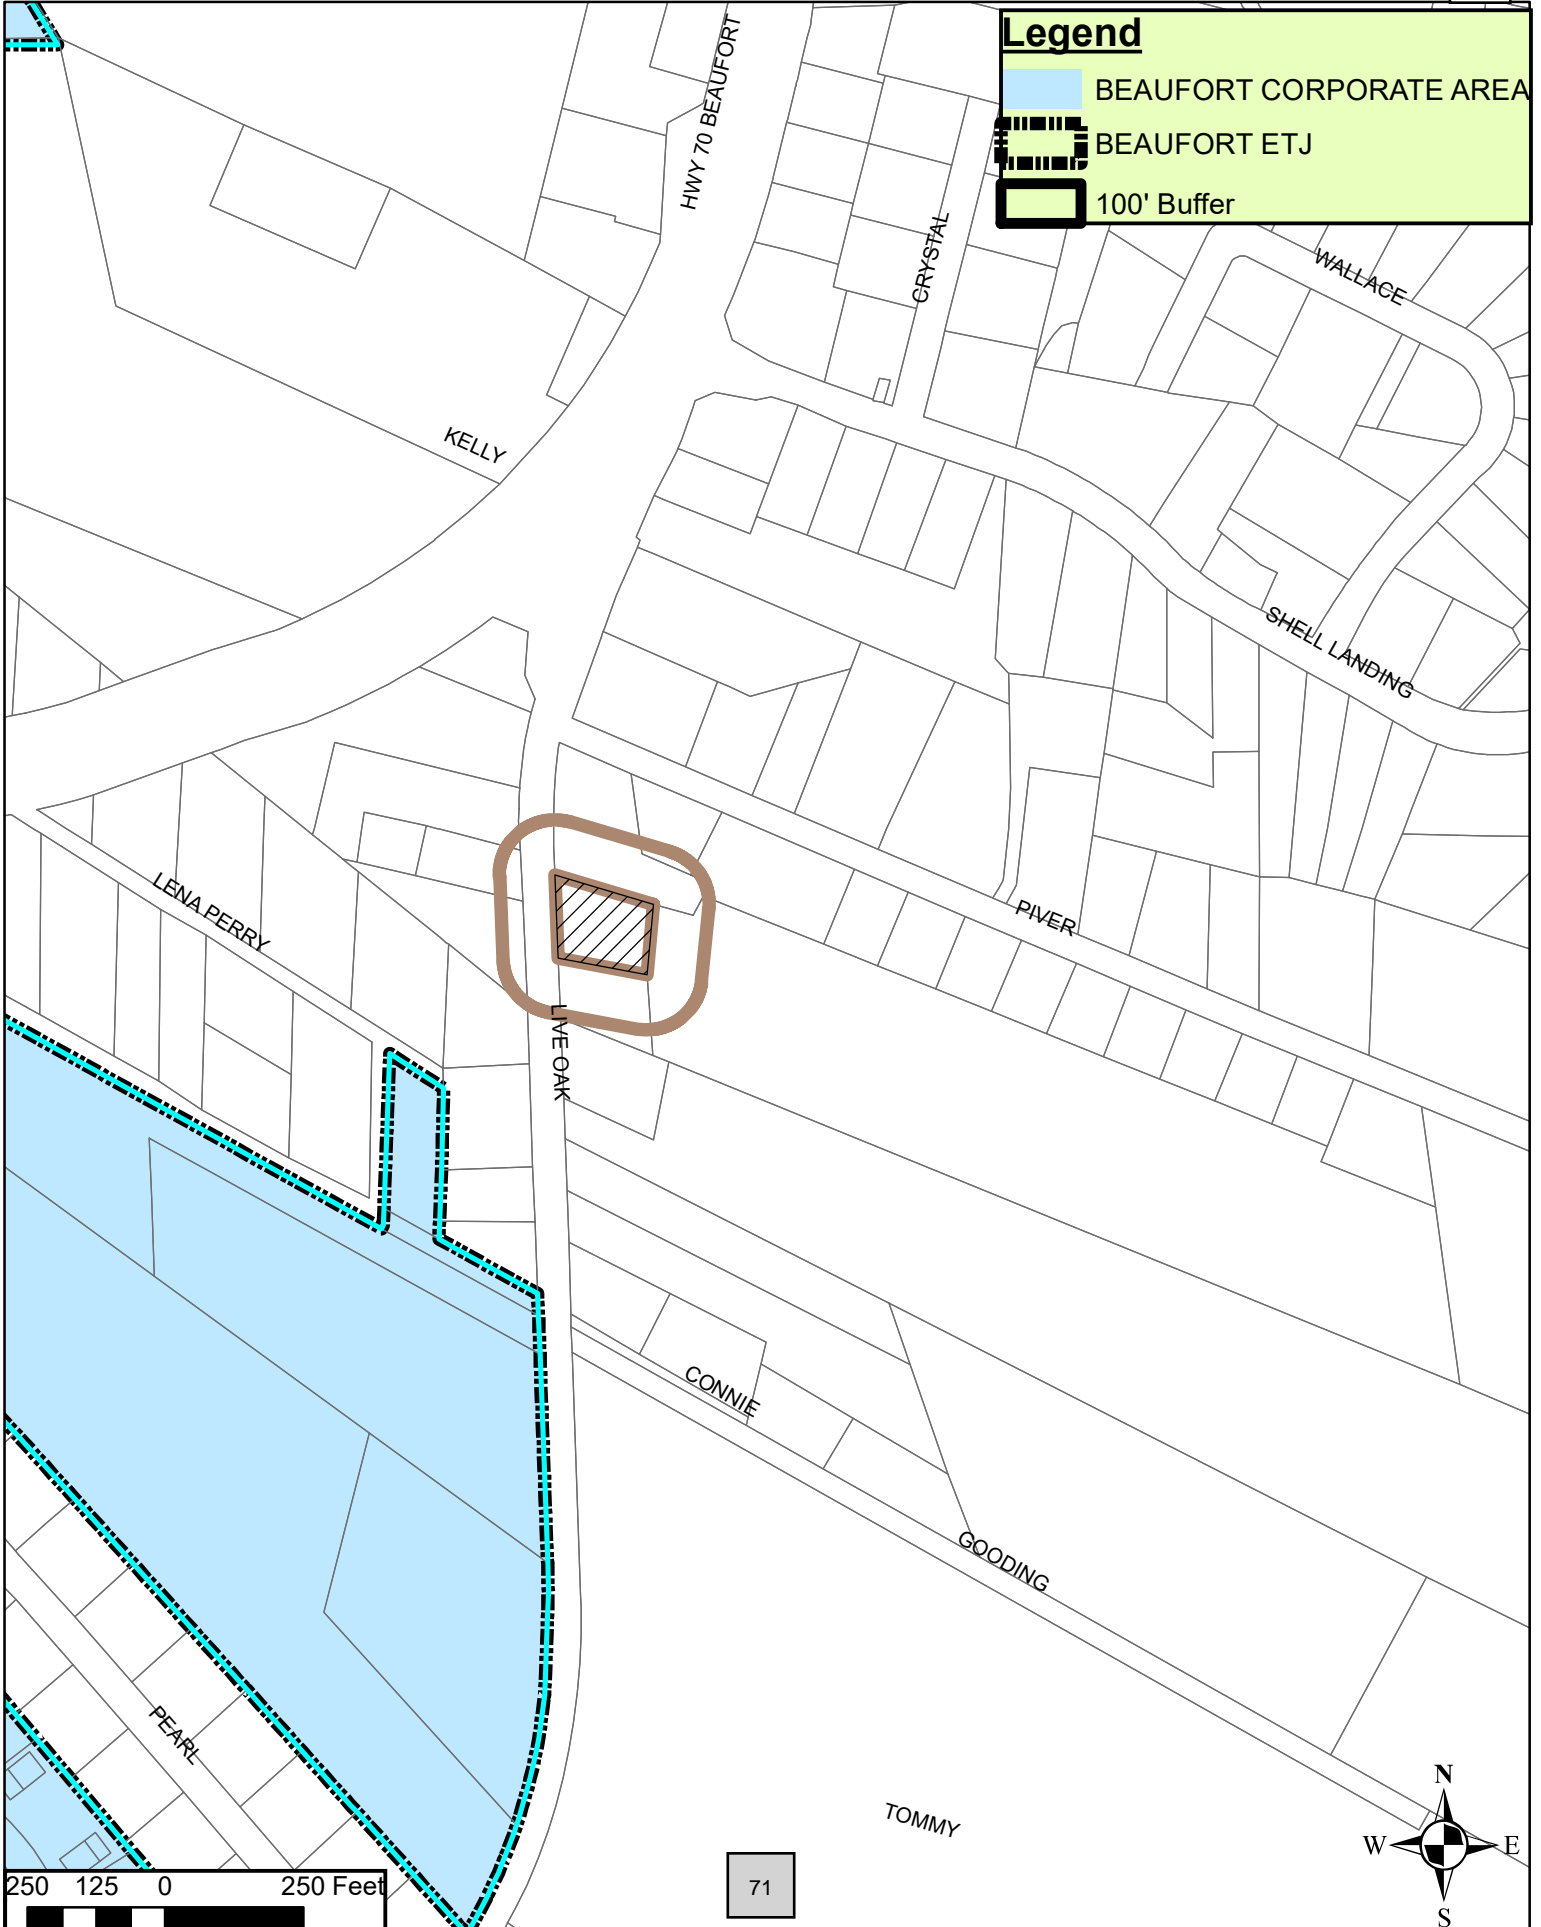 Legend
BEAUFORT CORPORATE AREA
BEAUFORT ETJ
100' Buffer
HWY 70 BEAUFORT
CRYSTAL
WALLACE
KELLY
SHELL LANDING
LENA PERRY
PIVER
LIVE OAK
CONNIE
GOODING
PEARL
TOMMY
N
W E
S
250 125 0 250 Feet
71